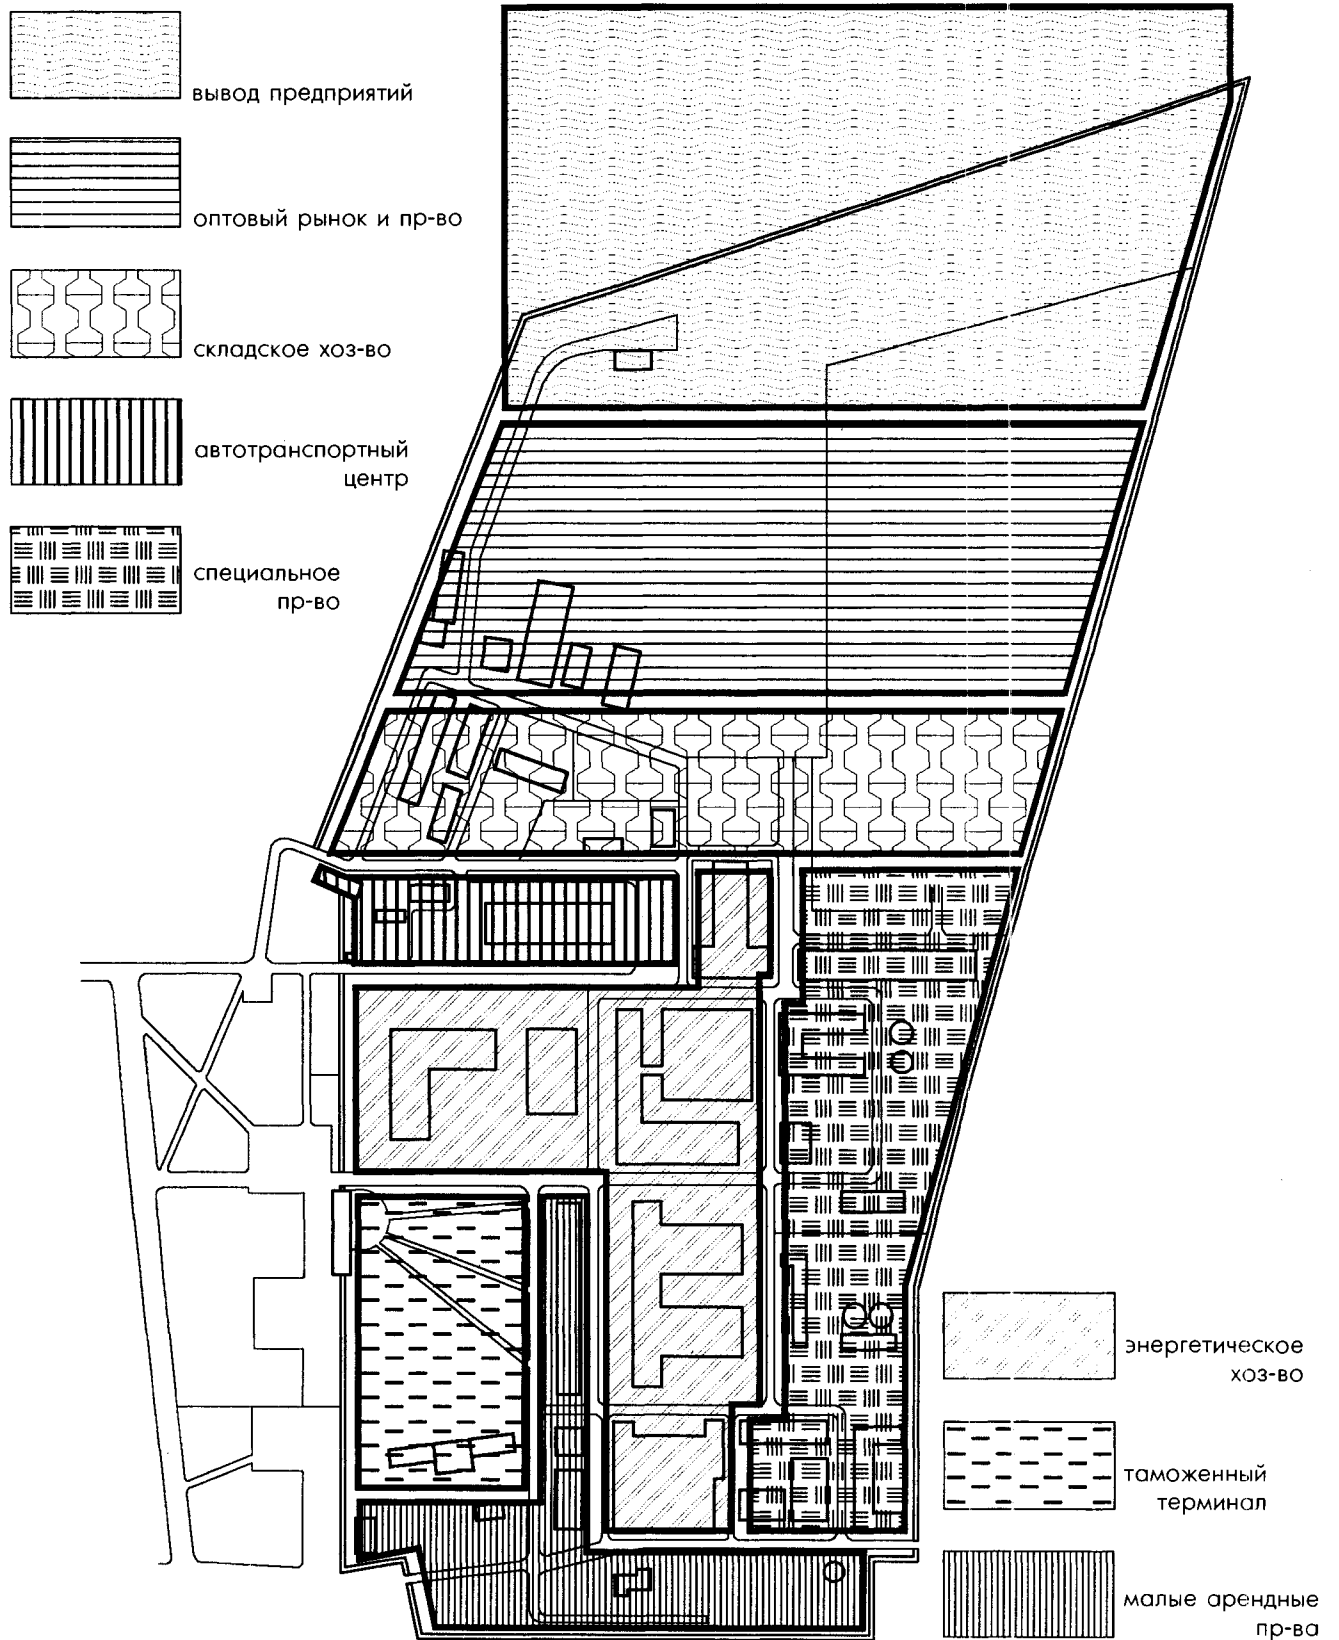 вывод предприятий
оптовый рынок и пр-во
складское хоз-во
автотранспортный
центр
специальное
пр-во
энергетическое
хоз-во
таможенный
терминал
малые арендные
пр-ва